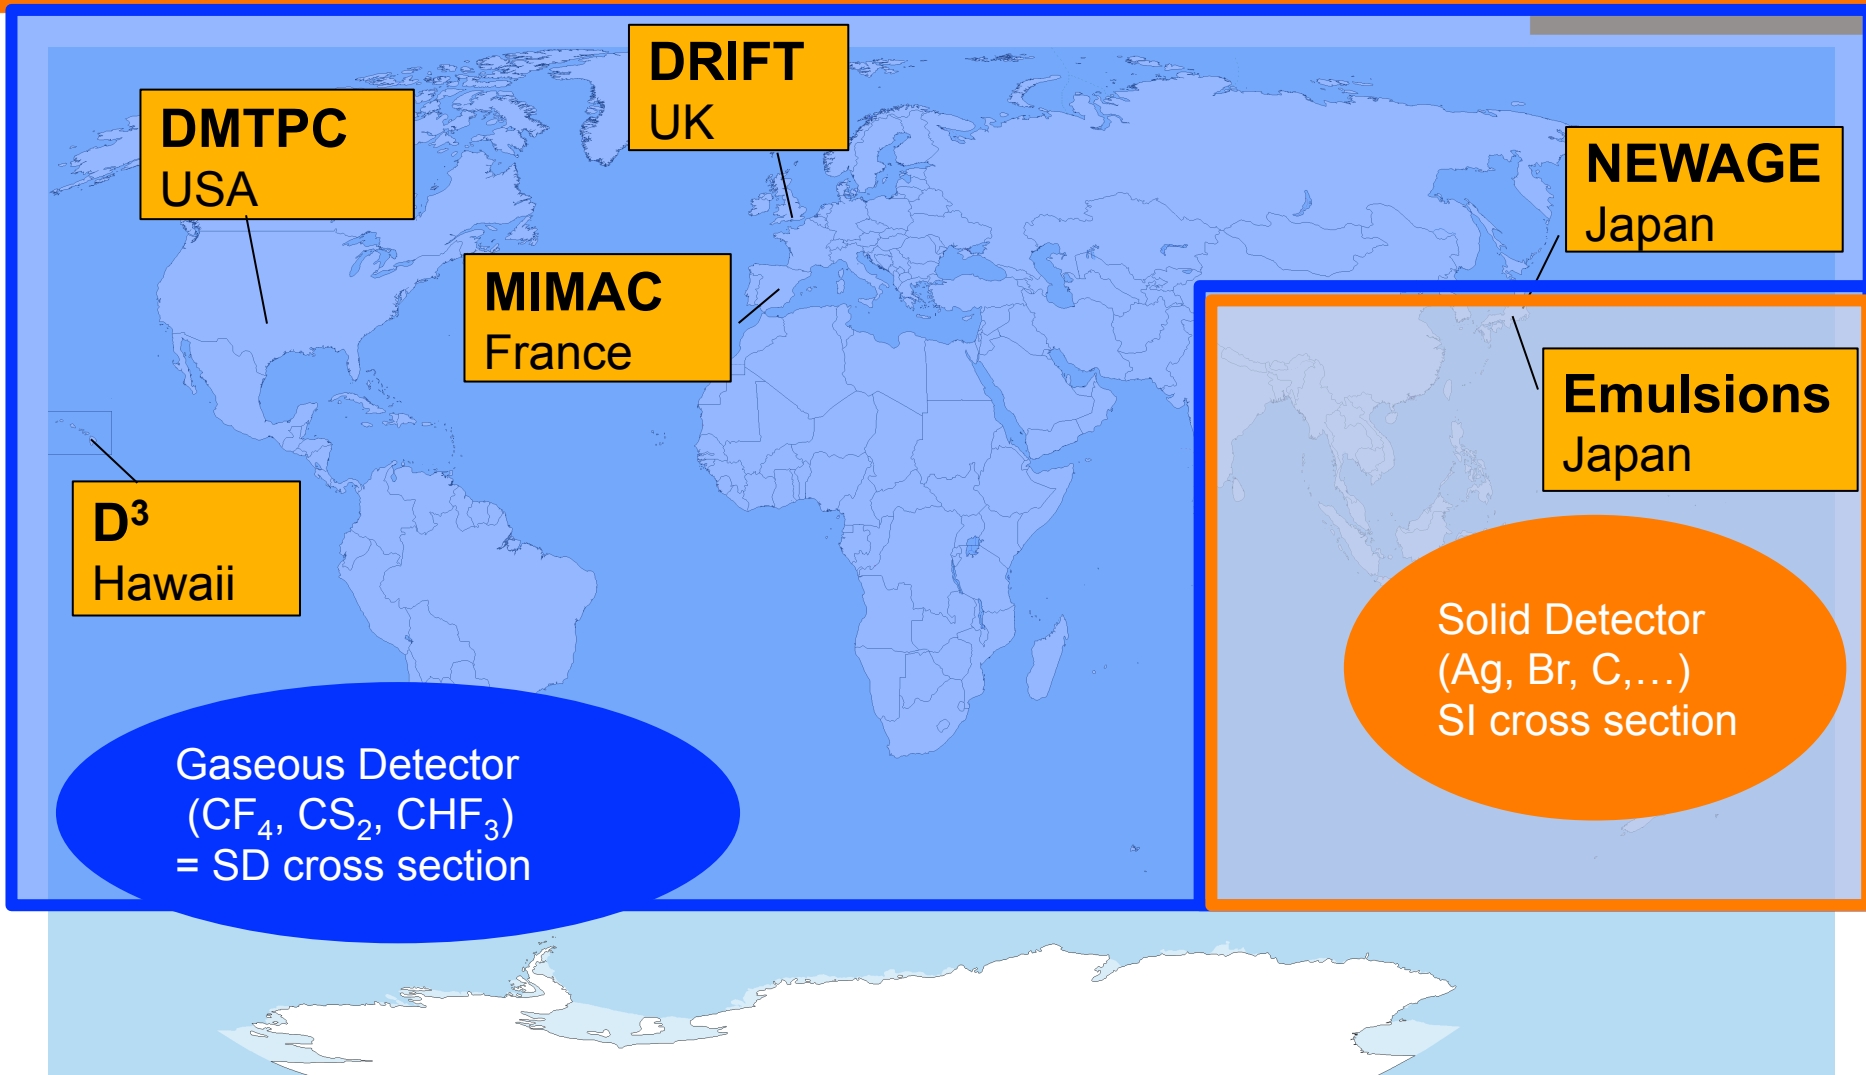 DRIFT
UK
DMTPC
USA
NEWAGE
Japan
MIMAC
France
Emulsions
Japan
D³
Hawaii
Solid Detector
(Ag, Br, C,…)
SI cross section
Gaseous Detector
(CF₄, CS₂, CHF₃)
= SD cross section